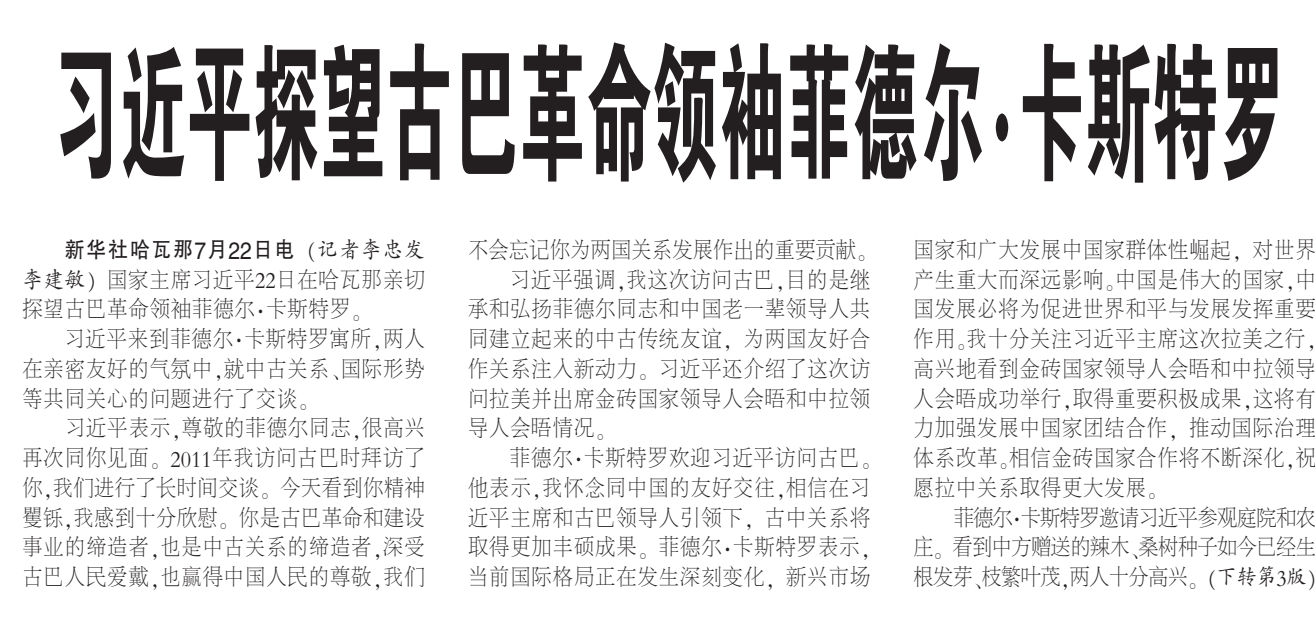 习近平探望古巴革命领袖菲德尔·卡斯特罗
新华社哈瓦那7月22日电（记者李忠发
李建敏）国家主席习近平22日在哈瓦那亲切
探望古巴革命领袖菲德尔·卡斯特罗。
习近平来到菲德尔·卡斯特罗寓所,两人
在亲密友好的气氛中,就中古关系、国际形势
等共同关心的问题进行了交谈。
习近平表示,尊敬的菲德尔同志,很高兴
再次同你见面。2011年我访问古巴时拜访了
你,我们进行了长时间交谈。今天看到你精神
矍铄,我感到十分欣慰。你是古巴革命和建设
事业的缔造者,也是中古关系的缔造者,深受
古巴人民爱戴,也赢得中国人民的尊敬,我们
不会忘记你为两国关系发展作出的重要贡献。
习近平强调,我这次访问古巴,目的是继
承和弘扬菲德尔同志和中国老一辈领导人共
同建立起来的中古传统友谊，为两国友好合
作关系注入新动力。习近平还介绍了这次访
问拉美并出席金砖国家领导人会晤和中拉领
导人会晤情况。
菲德尔·卡斯特罗欢迎习近平访问古巴。
他表示,我怀念同中国的友好交往,相信在习
近平主席和古巴领导人引领下，古中关系将
取得更加丰硕成果。菲德尔·卡斯特罗表示,
当前国际格局正在发生深刻变化，新兴市场
国家和广大发展中国家群体性崛起，对世界
产生重大而深远影响。中国是伟大的国家,中
国发展必将为促进世界和平与发展发挥重要
作用。我十分关注习近平主席这次拉美之行,
高兴地看到金砖国家领导人会晤和中拉领导
人会晤成功举行,取得重要积极成果,这将有
力加强发展中国家团结合作，推动国际治理
体系改革。相信金砖国家合作将不断深化,祝
愿拉中关系取得更大发展。
菲德尔·卡斯特罗邀请习近平参观庭院和农
庄。看到中方赠送的辣木、桑树种子如今已经生
根发芽、枝繁叶茂,两人十分高兴。（下转第3版）